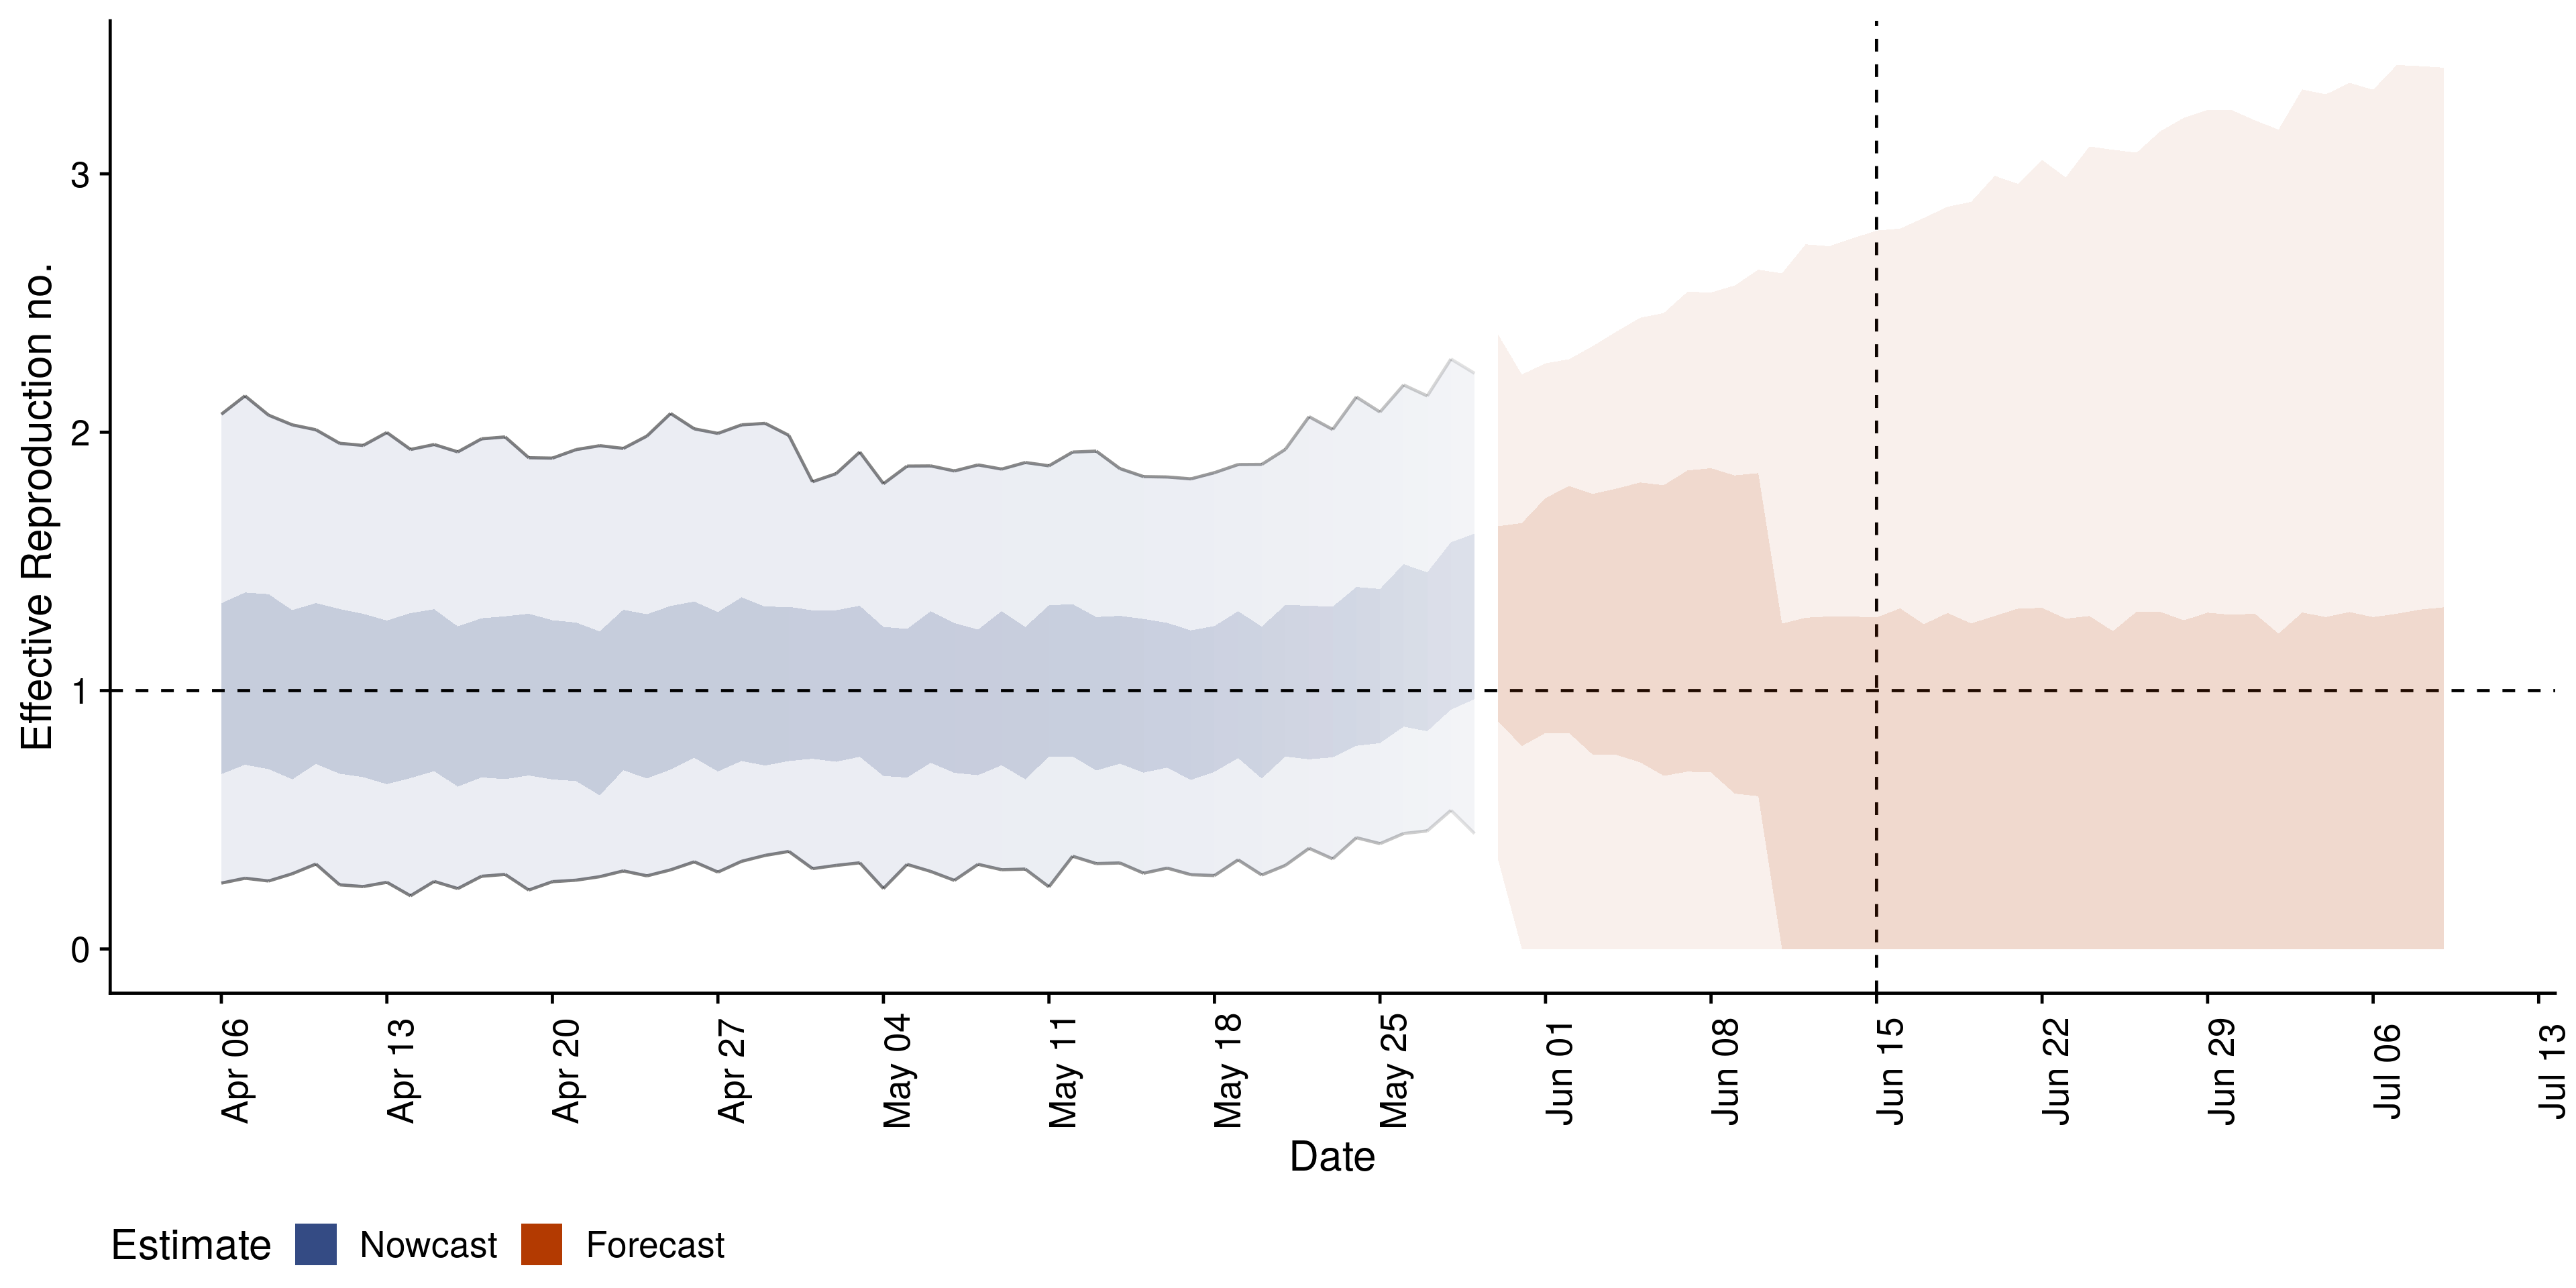 Effective Reproduction no.
3
2
1
0
Apr 06
Apr 13
Apr 20
Apr 27
May 04
May 11
May 18
May 25
Jun 01
Jun 08
Jun 15
Jun 22
Jun 29
Jul 06
Jul 13
Date
Estimate Nowcast Forecast